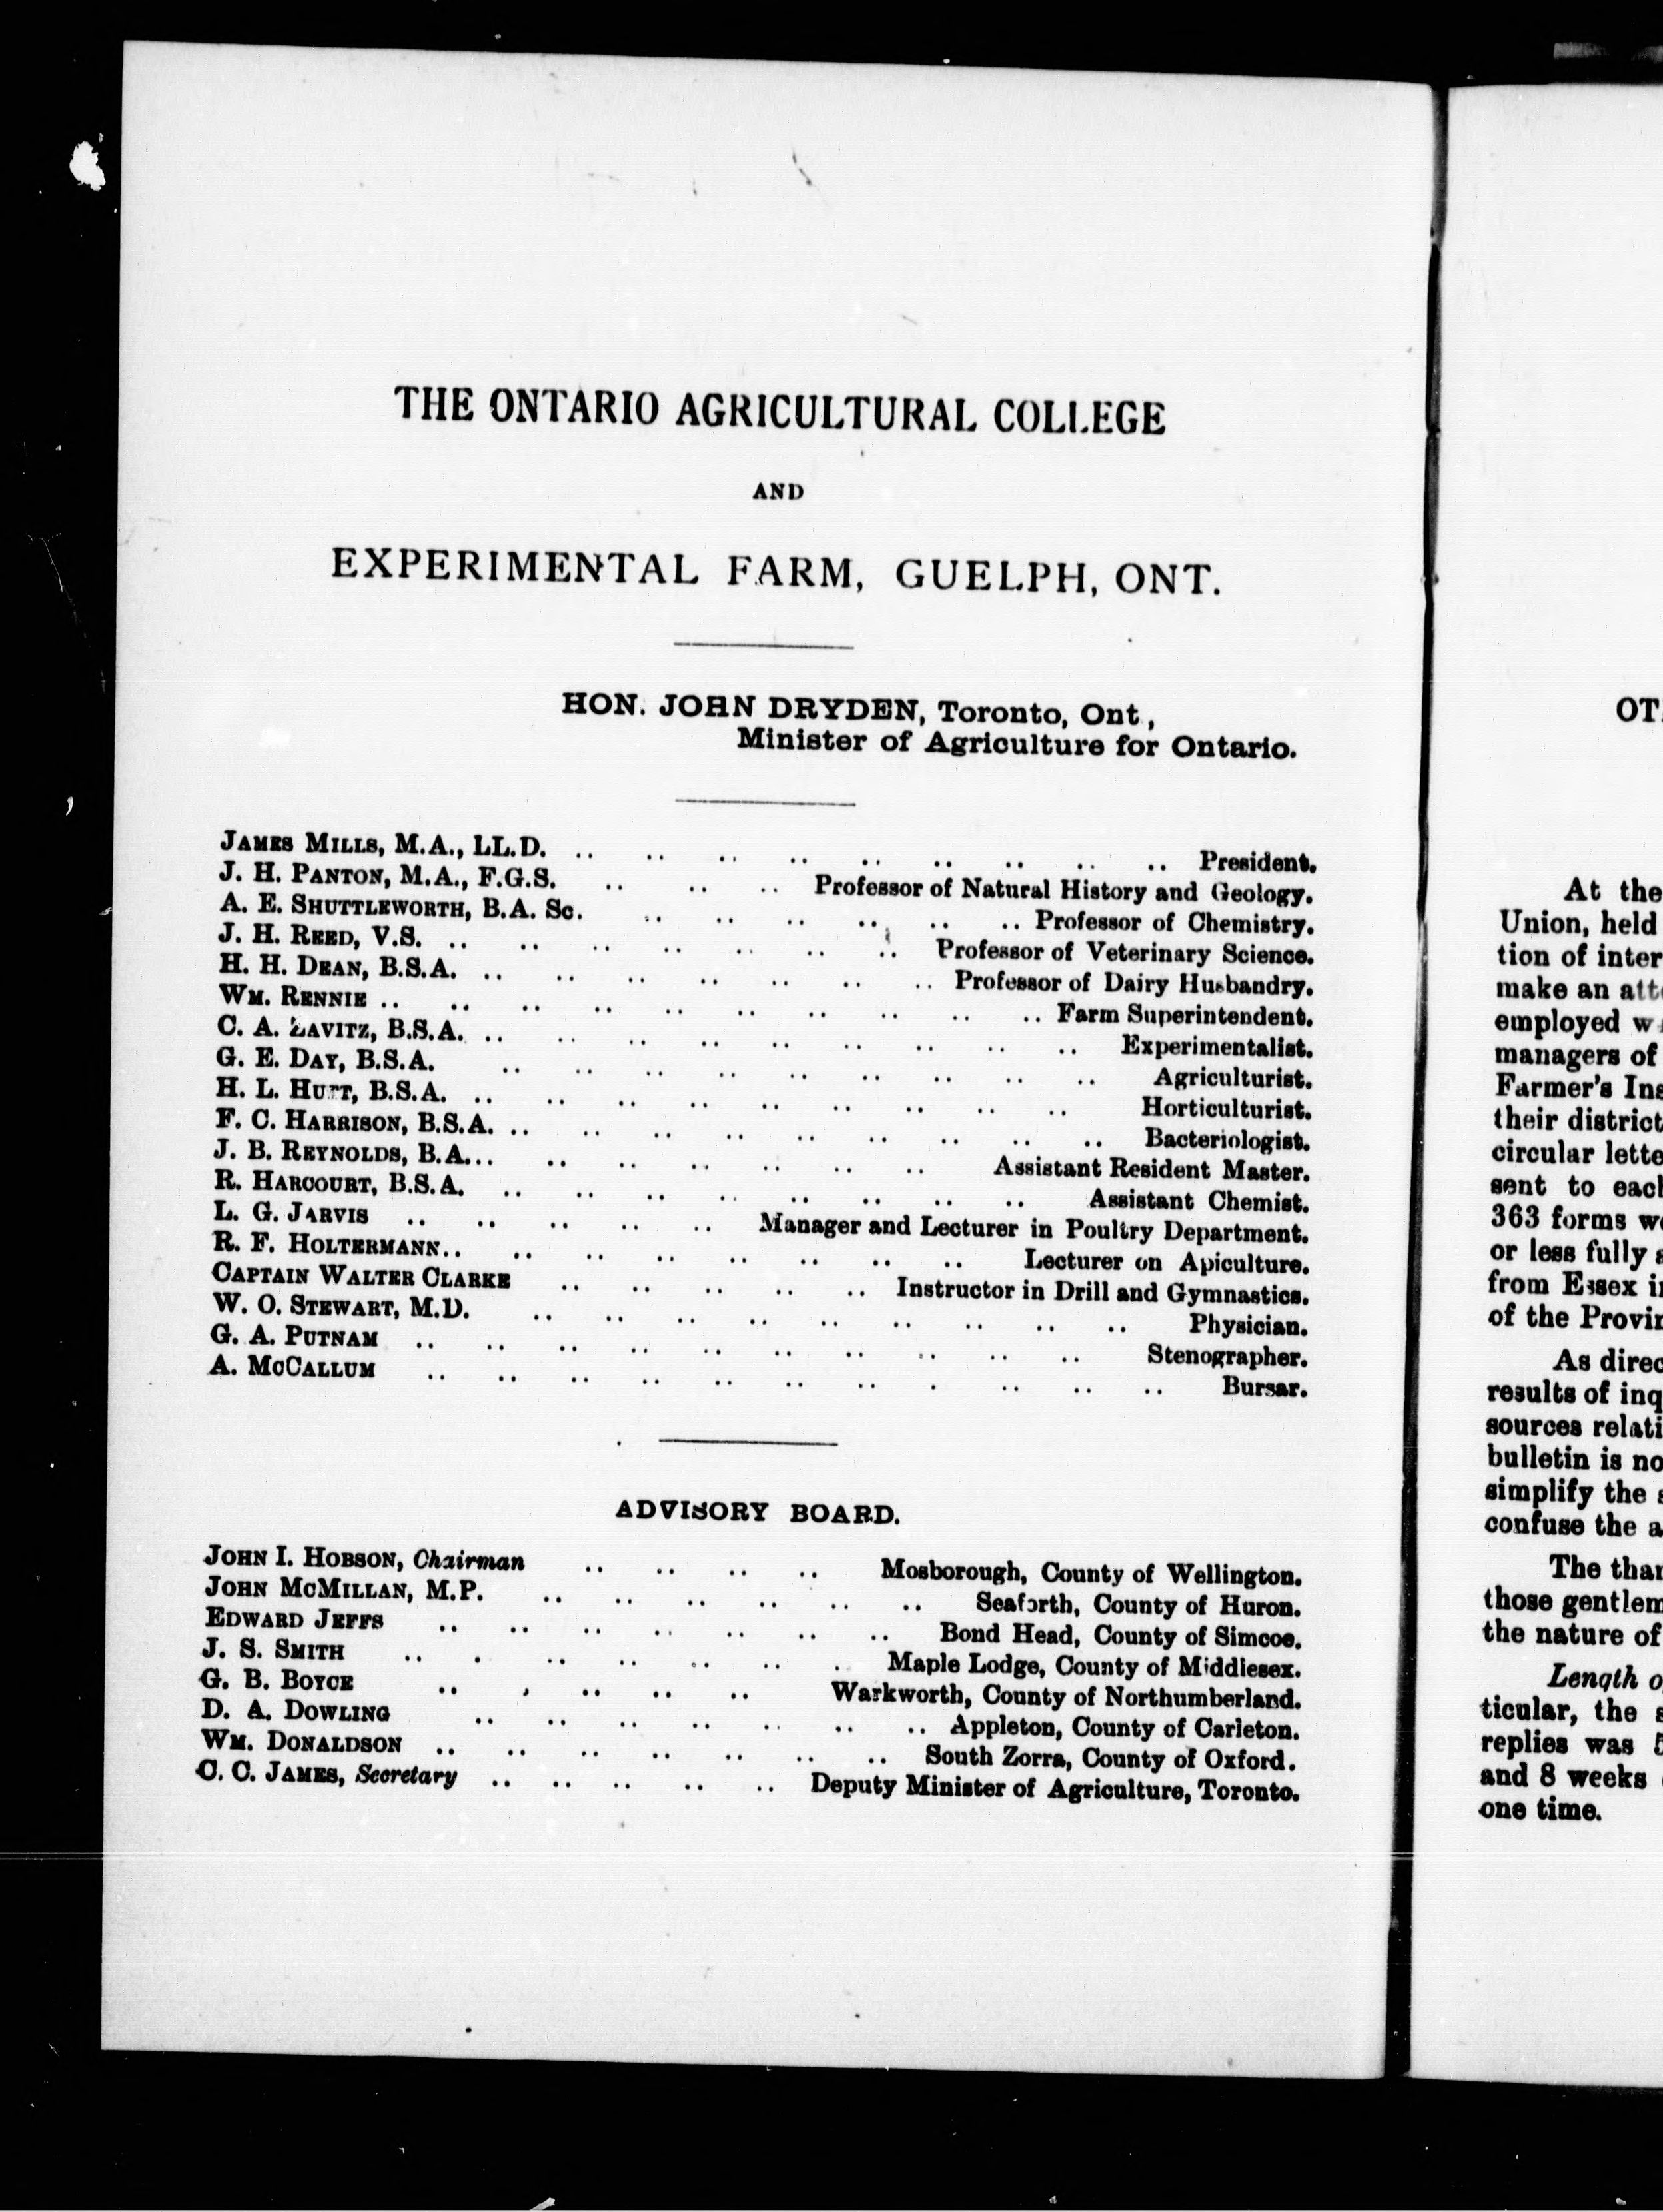 THE ONTARIO AGRICULTURAL COLLEGE
AND
EXPERIMENTAL FARM, GUELPH, ONT.
HON. JOHN DRYDEN, Toronto, Ont,
Minister of Agriculture for Ontario.
JAMES MILLS, M.A., LL.D. .. .. .. .. .. .. .. .. .. President.
J. H. PANTON, M.A., F.G.S. .. .. .. Professor of Natural History and Geology.
A. E. SHUTTLEWORTH, B.A. Sc. .. .. .. .. .. .. Professor of Chemistry.
J. H. REED, V.S. .. .. .. .. .. .. .. Professor of Veterinary Science.
H. H. DEAN, B.S.A. .. .. .. .. .. .. .. Professor of Dairy Husbandry.
WM. RENNIE .. .. .. .. .. .. .. .. .. .. Farm Superintendent.
C. A. ZAVITZ, B.S.A. .. .. .. .. .. .. .. .. .. Experimentalist.
G. E. DAY, B.S.A. .. .. .. .. .. .. .. .. .. Agriculturist.
H. L. HUTT, B.S.A. .. .. .. .. .. .. .. .. .. Horticulturist.
F. C. HARRISON, B.S.A. .. .. .. .. .. .. .. .. .. Bacteriologist.
J. B. REYNOLDS, B.A... .. .. .. .. .. .. Assistant Resident Master.
R. HARCOURT, B.S.A. .. .. .. .. .. .. .. .. Assistant Chemist.
L. G. JARVIS .. .. .. .. .. Manager and Lecturer in Poultry Department.
R. F. HOLTERMANN.. .. .. .. .. .. .. .. Lecturer on Apiculture.
CAPTAIN WALTER CLARKE .. .. .. .. .. Instructor in Drill and Gymnastics.
W. O. STEWART, M.D. .. .. .. .. .. .. .. .. .. Physician.
G. A. PUTNAM .. .. .. .. .. .. .. .. .. .. Stenographer.
A. MCCALLUM .. .. .. .. .. .. .. . .. .. .. Bursar.
ADVISORY BOARD.
JOHN I. HOBSON, Chairman .. .. .. .. Mosborough, County of Wellington.
JOHN MCMILLAN, M.P. .. .. .. .. .. .. Seaforth, County of Huron.
EDWARD JEFFS .. .. .. .. .. .. .. Bond Head, County of Simcoe.
J. S. SMITH .. . .. .. .. .. . Maple Lodge, County of Middlesex.
G. B. BOYCE .. . .. .. .. Warkworth, County of Northumberland.
D. A. DOWLING .. .. .. .. .. .. .. Appleton, County of Carleton.
WM. DONALDSON .. .. .. .. .. .. .. South Zorra, County of Oxford.
C. C. JAMES, Secretary .. .. .. .. .. Deputy Minister of Agriculture, Toronto.
OT
At the
Union, held
tion of inter
make an att
employed w
managers of
Farmer's Ins
their district
circular lette
sent to each
363 forms we
or less fully
from Essex i
of the Provin
As direc
results of inq
sources relati
bulletin is no
simplify the
confuse the a
The than
those gentlem
the nature of
Length o
ticular, the s
replies was 5
and 8 weeks
one time.